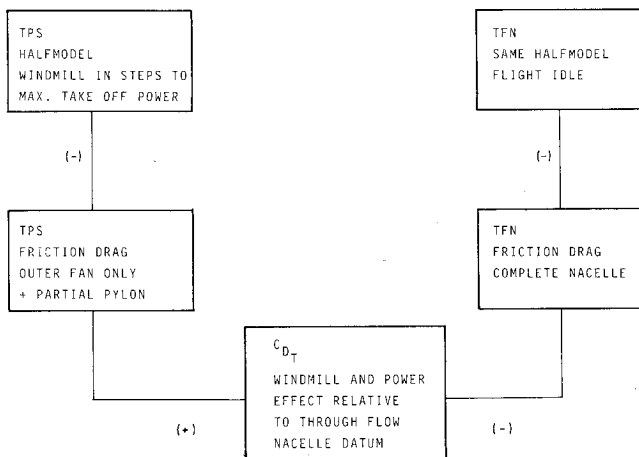 TPS
HALFMODEL
WINDMILL IN STEPS TO
MAX. TAKE OFF POWER
TFN
SAME HALFMODEL
FLIGHT IDLE
(-)
(-)
TPS
FRICTION DRAG
OUTER FAN ONLY
+ PARTIAL PYLON
TFN
FRICTION DRAG
COMPLETE NACELLE
CDT
WINDMILL AND POWER
EFFECT RELATIVE
TO THROUGH FLOW
NACELLE DATUM
(+)
(-)